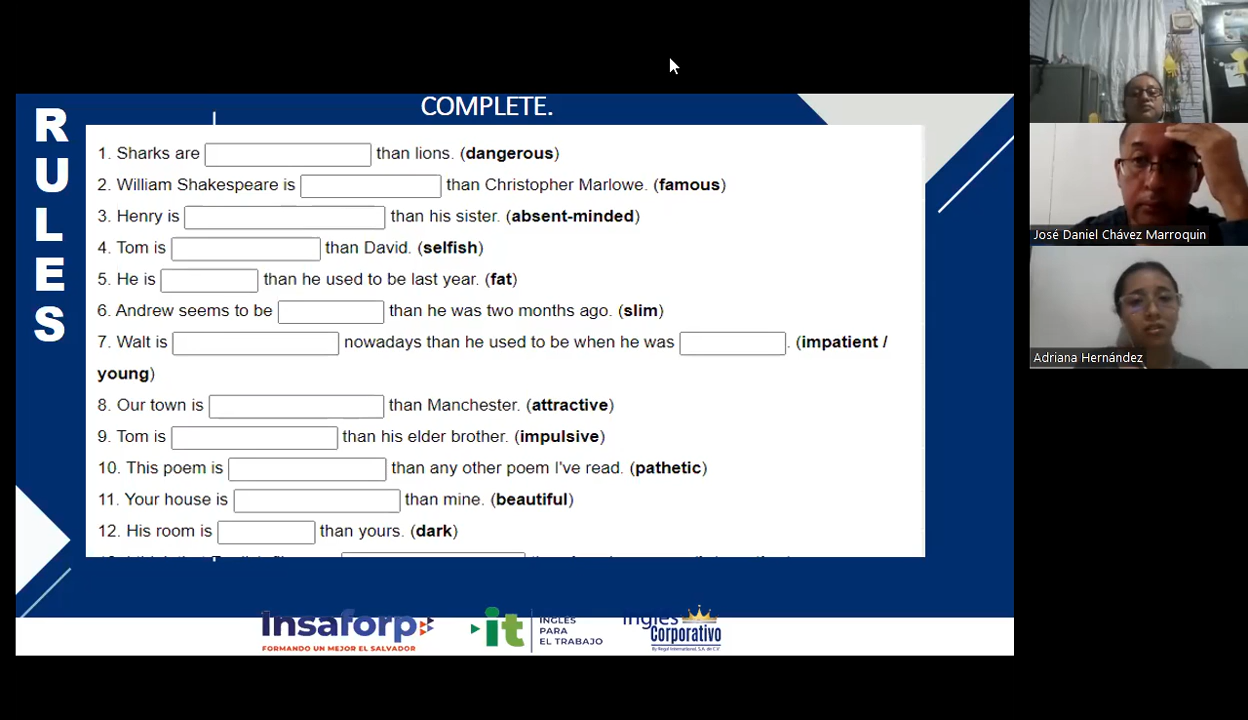 RULES
COMPLETE.
1. Sharks are than lions. (dangerous)
2. William Shakespeare is than Christopher Marlowe. (famous)
3. Henry is than his sister. (absent-minded)
4. Tom is than David. (selfish)
5. He is than he used to be last year. (fat)
6. Andrew seems to be than he was two months ago. (slim)
7. Walt is nowadays than he used to be when he was . (impatient /
young)
8. Our town is than Manchester. (attractive)
9. Tom is than his elder brother. (impulsive)
10. This poem is than any other poem I've read. (pathetic)
11. Your house is than mine. (beautiful)
12. His room is than yours. (dark)
Insaforp
FORMANDO UN MEJOR EL SALVADOR
it
INGLÉS
PARA
EL TRABAJO
Inglés
Corporativo
José Daniel Chávez Marroquin
Adriana Hernández